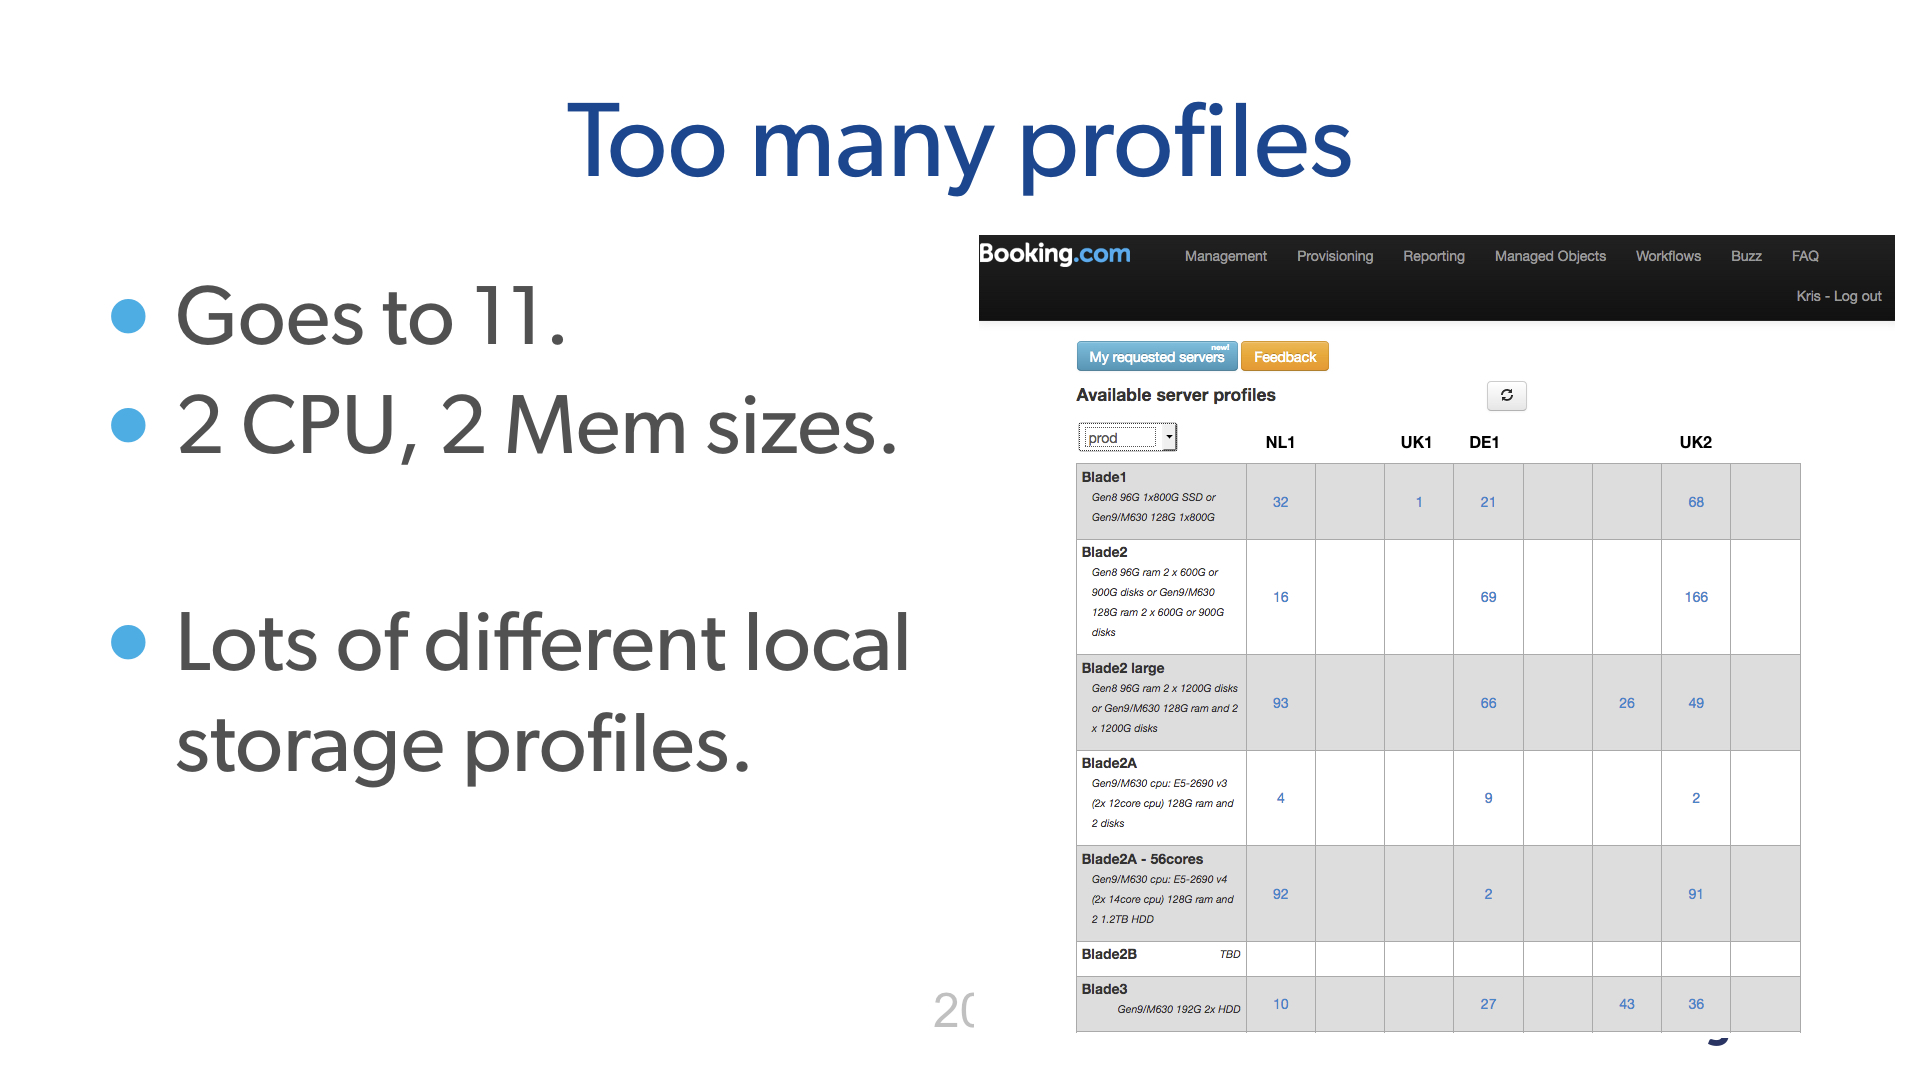 Too many profiles
Goes to 11.
2 CPU, 2 Mem sizes.
Lots of different local
storage profiles.
Booking.com Management Provisioning Reporting Managed Objects Workflows Buzz FAQ
Kris - Log out
My requested servers new! Feedback
Available server profiles
prod NL1 UK1 DE1 UK2
Blade1
Gen8 96G 1x800G SSD or
Gen9/M630 128G 1x800G
32 1 21 68
Blade2
Gen8 96G ram 2 x 600G or
900G disks or Gen9/M630
128G ram 2 x 600G or 900G
disks
16 69 166
Blade2 large
Gen8 96G ram 2 x 1200G disks
or Gen9/M630 128G ram and 2
x 1200G disks
93 66 26 49
Blade2A
Gen9/M630 cpu: E5-2690 v3
(2x 12core cpu) 128G ram and
2 disks
4 9 2
Blade2A - 56cores
Gen9/M630 cpu: E5-2690 v4
(2x 14core cpu) 128G ram and
2 1.2TB HDD
92 2 91
Blade2B TBD
Blade3
Gen9/M630 192G 2x HDD
10 27 43 36